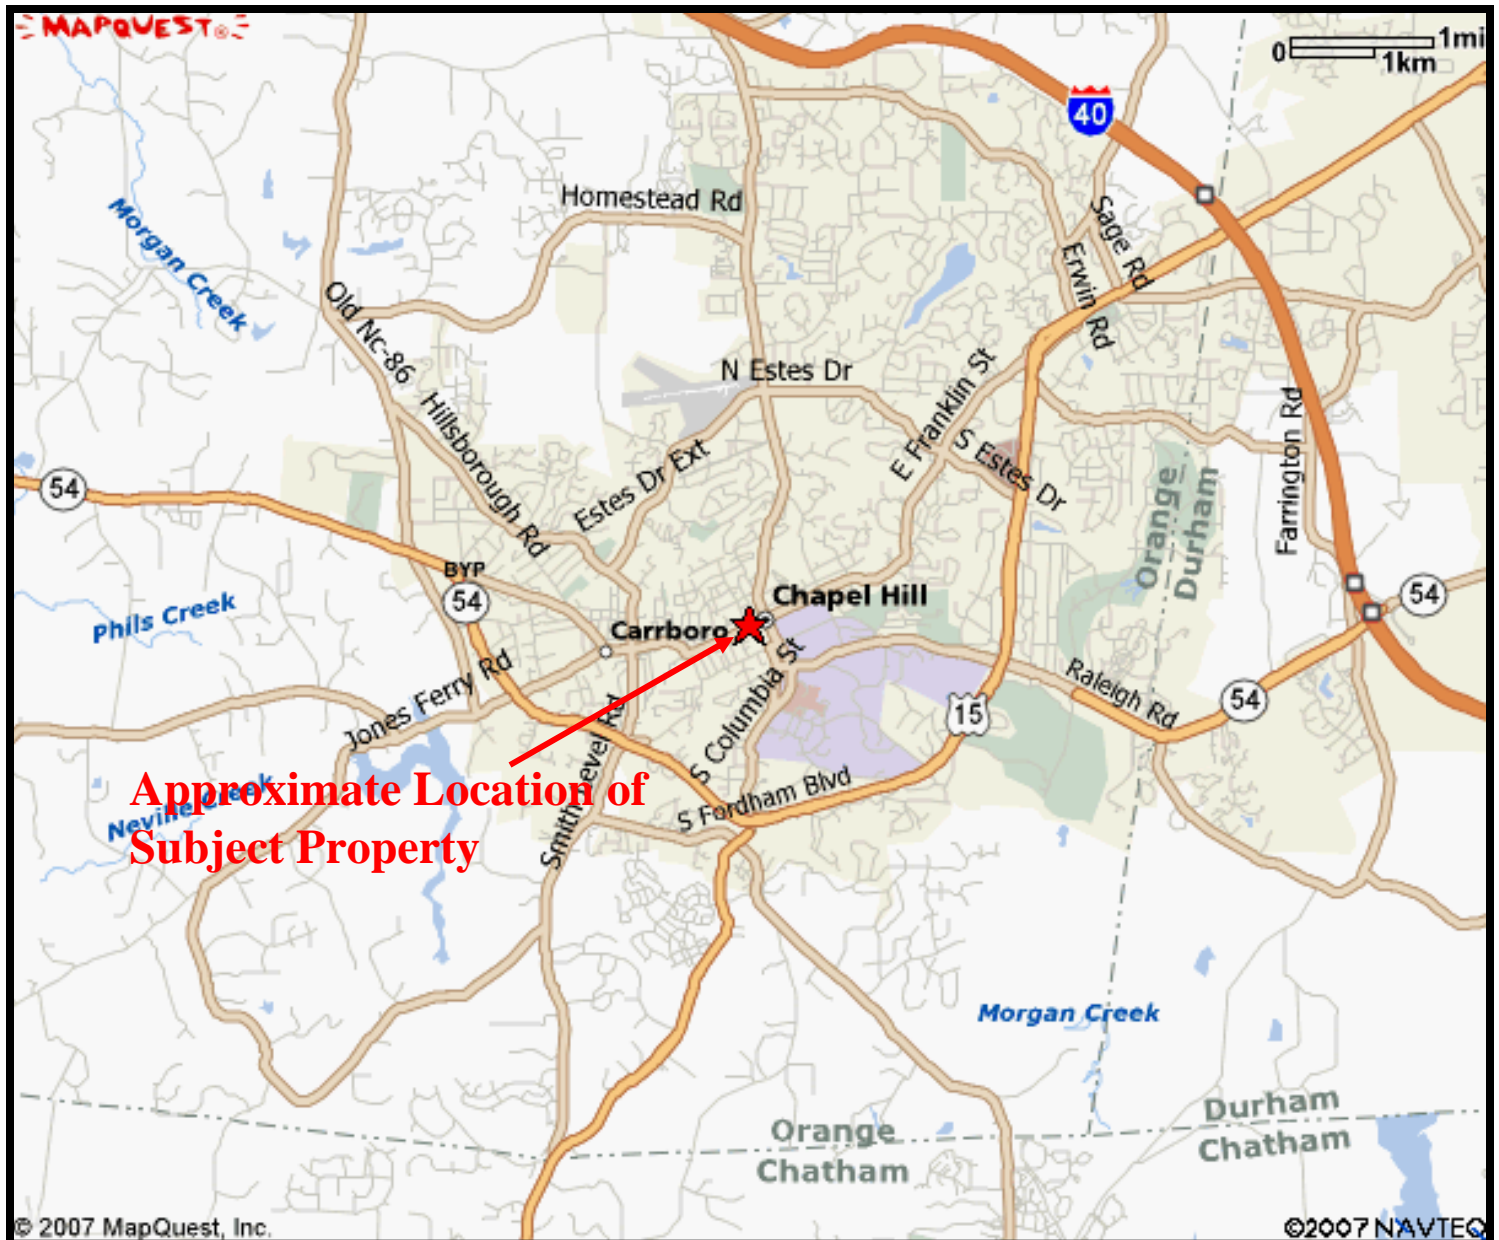 MAPQUEST®
0 1mi
1km
40
Homestead Rd
Sage Rd
Morgan Creek
Erwin Rd
Old Nc-86
N Estes Dr
E Franklin St
Hillsborough Rd
Farrington Rd
S Estes Dr
Estes Dr Ext
54
Orange
Durham
BYP
54
Chapel Hill
54
Phils Creek
Carrboro
S Columbia St
Jones Ferry Rd
Raleigh Rd
54
15
Approximate Location of
Subject Property
Neville Creek
S Fordham Blvd
Smith Level Rd
Morgan Creek
Durham
Chatham
Orange
Chatham
© 2007 MapQuest, Inc.
©2007 NAVTEQ